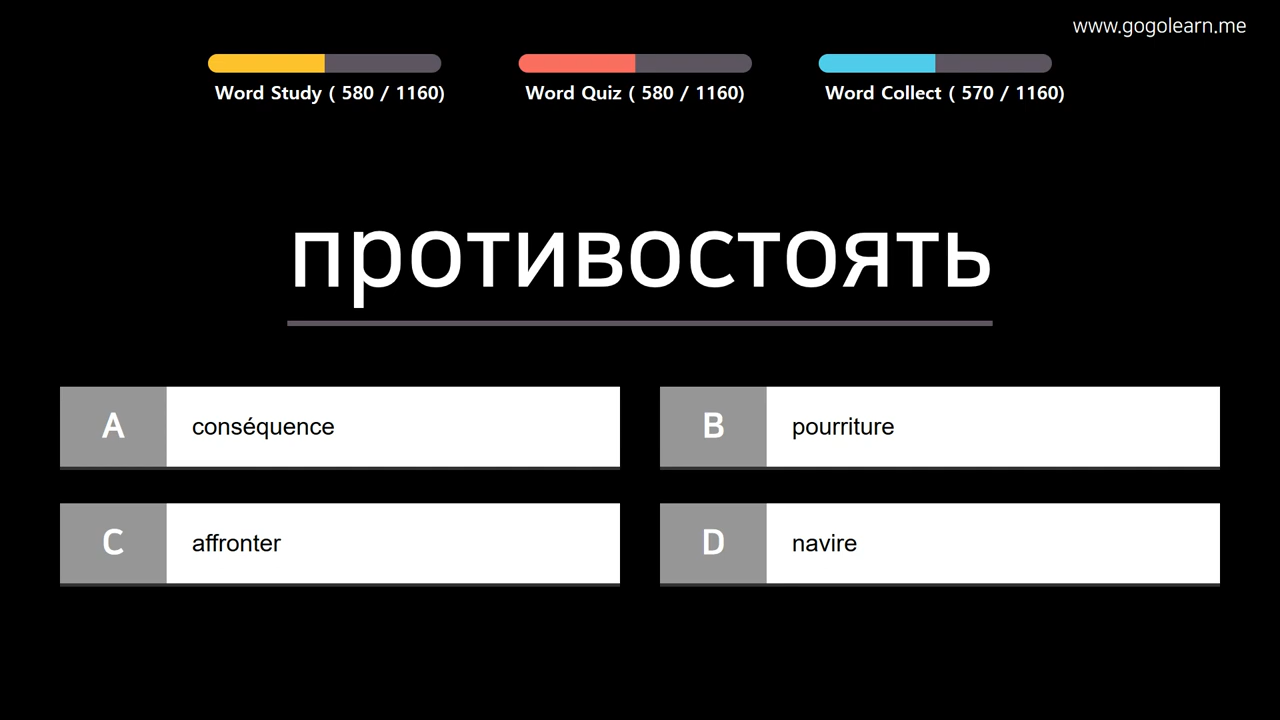 www.gogolearn.me
Word Study ( 580 / 1160)
Word Quiz ( 580 / 1160)
Word Collect ( 570 / 1160)
противостоять
A conséquence
B pourriture
C affronter
D navire